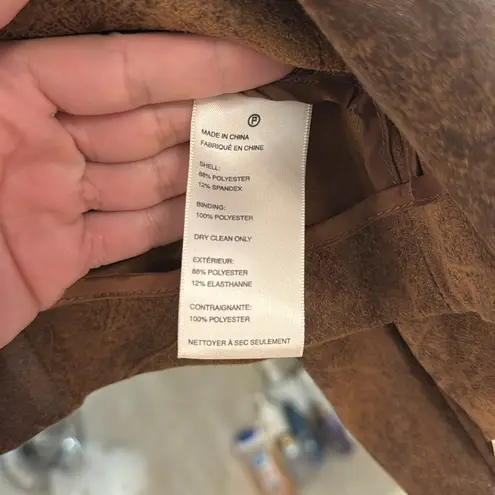 P
MADE IN CHINA
FABRIQUÉ EN CHINE
SHELL:
88% POLYESTER
12% SPANDEX
BINDING:
100% POLYESTER
DRY CLEAN ONLY
EXTÉRIEUR:
88% POLYESTER
12% ELASTHANNE
CONTRAIGNANTE:
100% POLYESTER
NETTOYER À SEC SEULEMENT